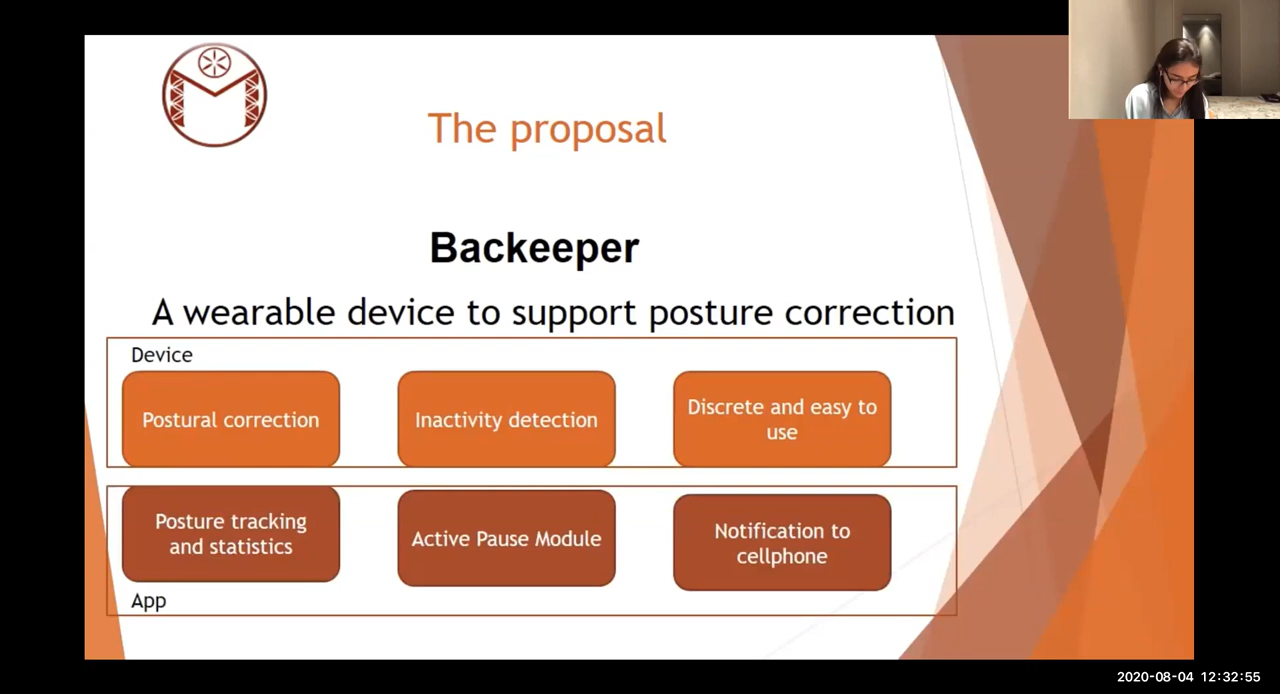 The proposal
Backeeper
A wearable device to support posture correction
Device
Postural correction
Inactivity detection
Discrete and easy to
use
Posture tracking
and statistics
Active Pause Module
Notification to
cellphone
App
2020-08-04 12:32:55